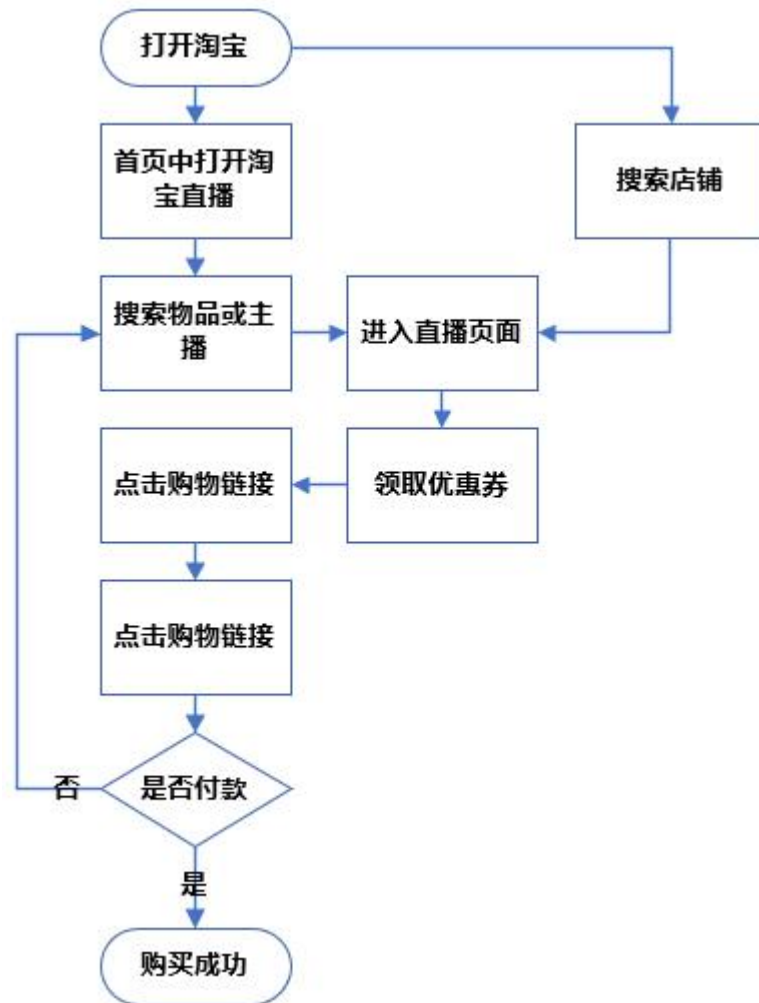 打开淘宝
首页中打开淘
宝直播
搜索店铺
搜索物品或主
播
进入直播页面
点击购物链接
领取优惠券
点击购物链接
是否付款
否
是
购买成功